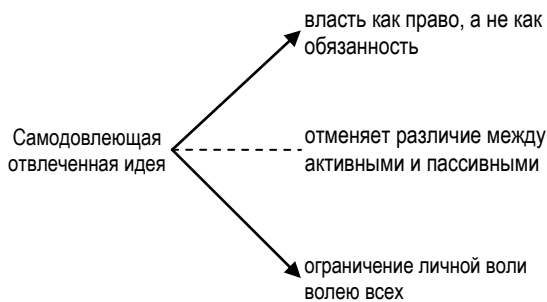 власть как право, а не как
обязанность
Самодовлеющая
отвлеченная идея
отменяет различие между
активными и пассивными
ограничение личной воли
волею всех